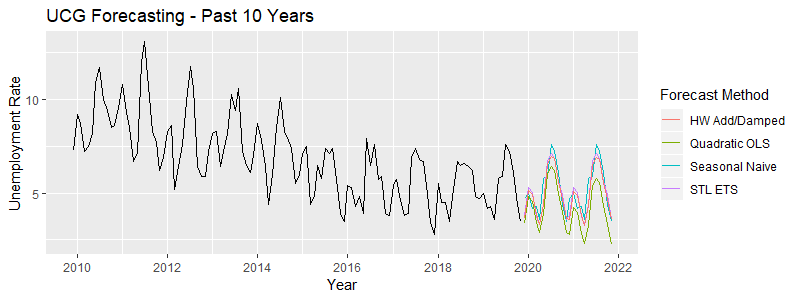 UCG Forecasting - Past 10 Years
Unemployment Rate
10
5
2010
2012
2014
2016
2018
2020
2022
Year
Forecast Method
HW Add/Damped
Quadratic OLS
Seasonal Naive
STL ETS